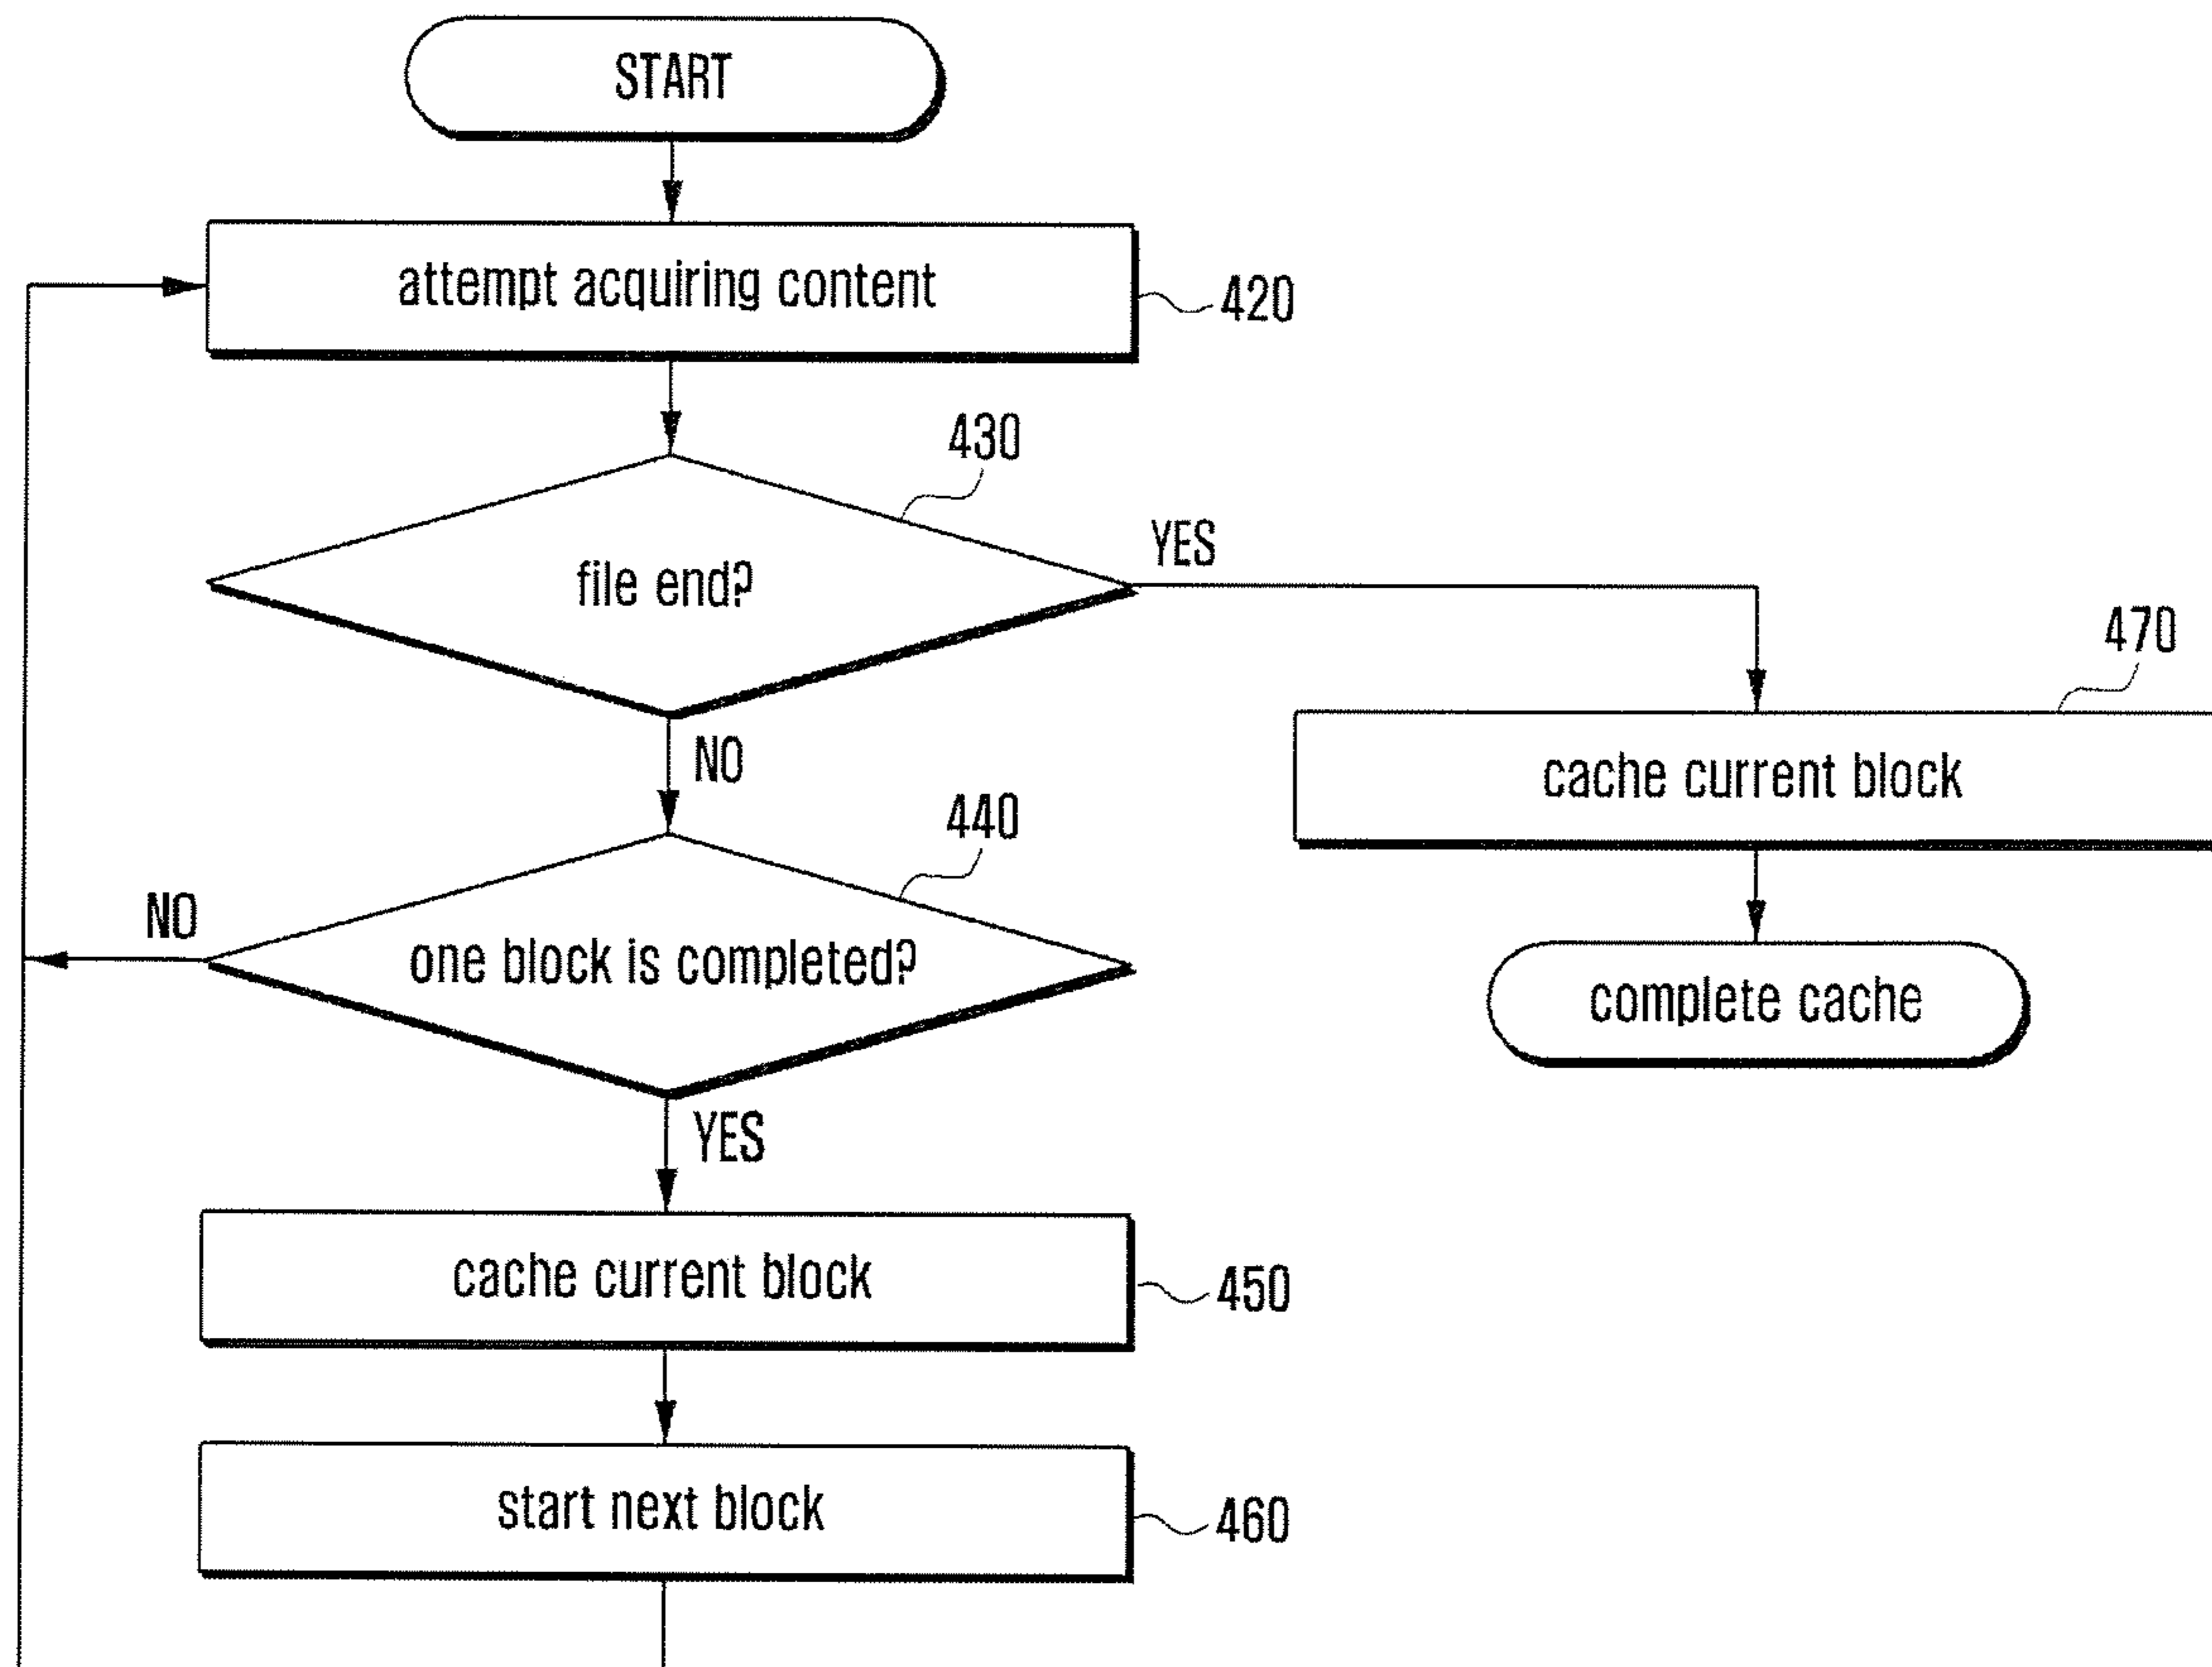 START
attempt acquiring content
420
430
file end?
YES
470
cache current block
NO
440
NO
one block is completed?
complete cache
YES
cache current block
450
start next block
460